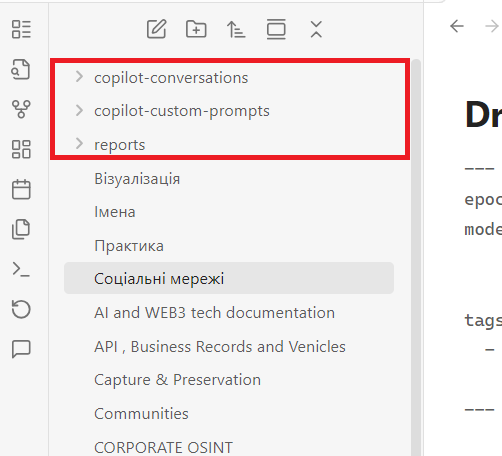 copilot-conversations
copilot-custom-prompts
reports
Візуалізація
Імена
Практика
Соціальні мережі
AI and WEB3 tech documentation
API , Business Records and Venicles
Capture & Preservation
Communities
CORPORATE OSINT
Dr
---
epoc
mode
tags
-
---